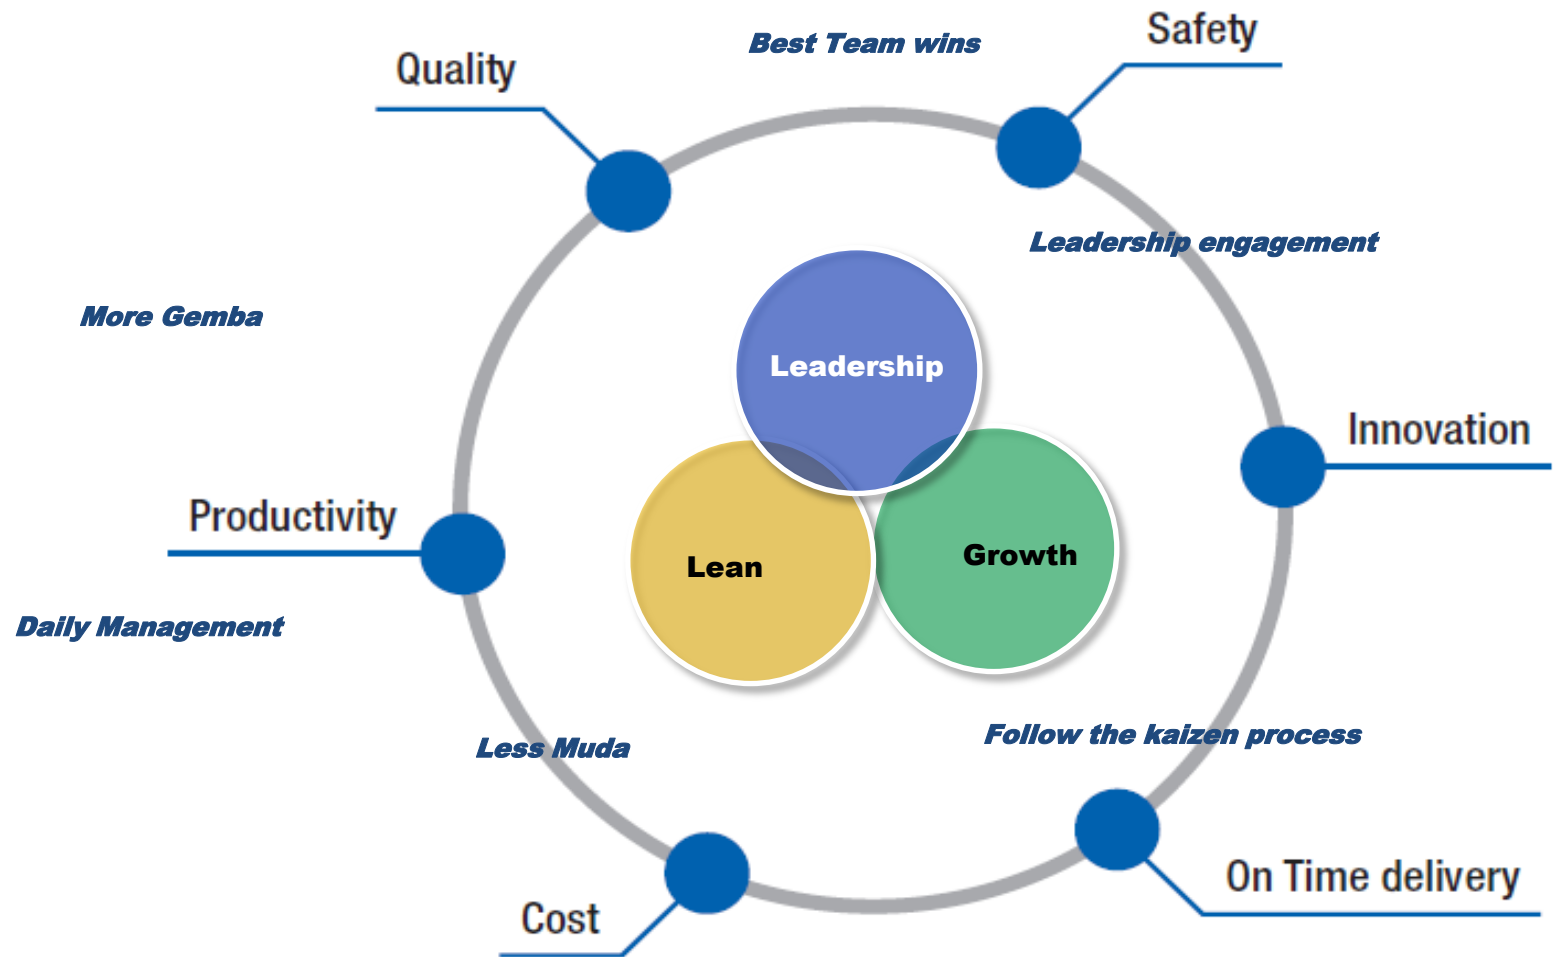 Safety
Best Team wins
Quality
Leadership engagement
More Gemba
Leadership
Innovation
Productivity
Growth
Lean
Daily Management
Follow the kaizen process
Less Muda
On Time delivery
Cost